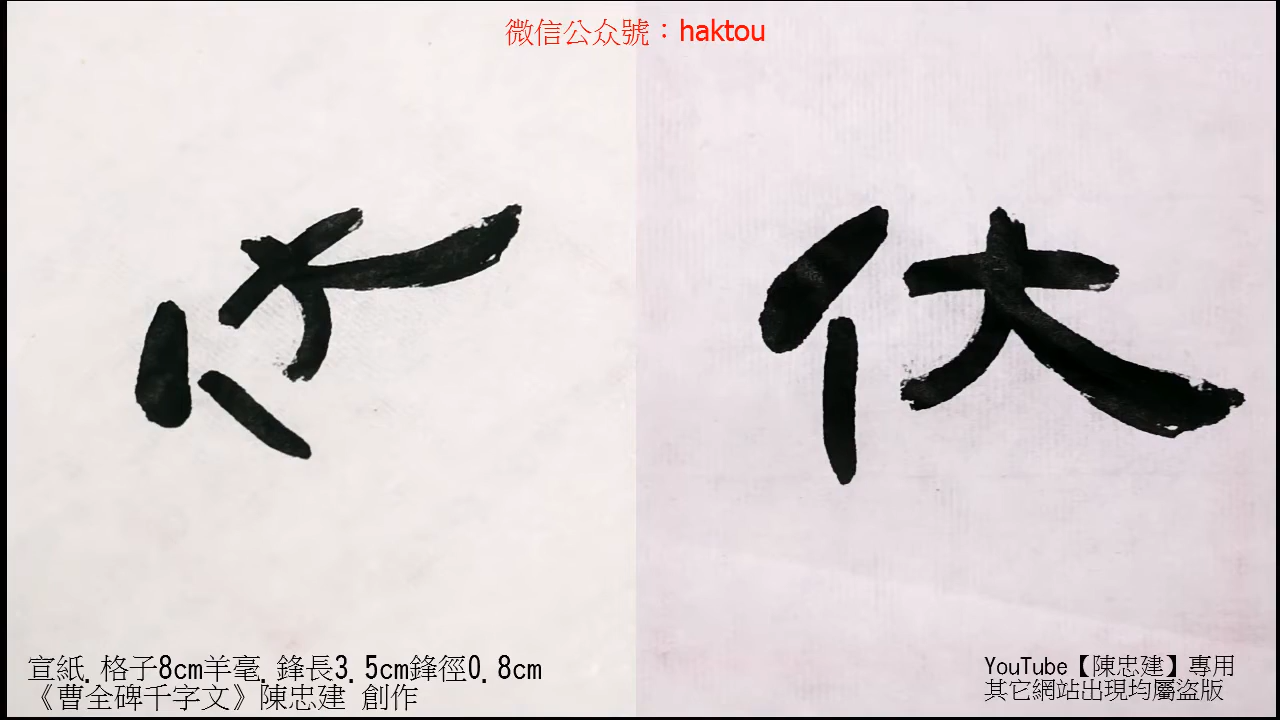 微信公众號：haktou
宣紙.格子8cm羊毫.鋒長3.5cm鋒徑0.8cm
《曹全碑千字文》陳忠建 創作
YouTube【陳忠建】專用
其它網站出現均屬盜版